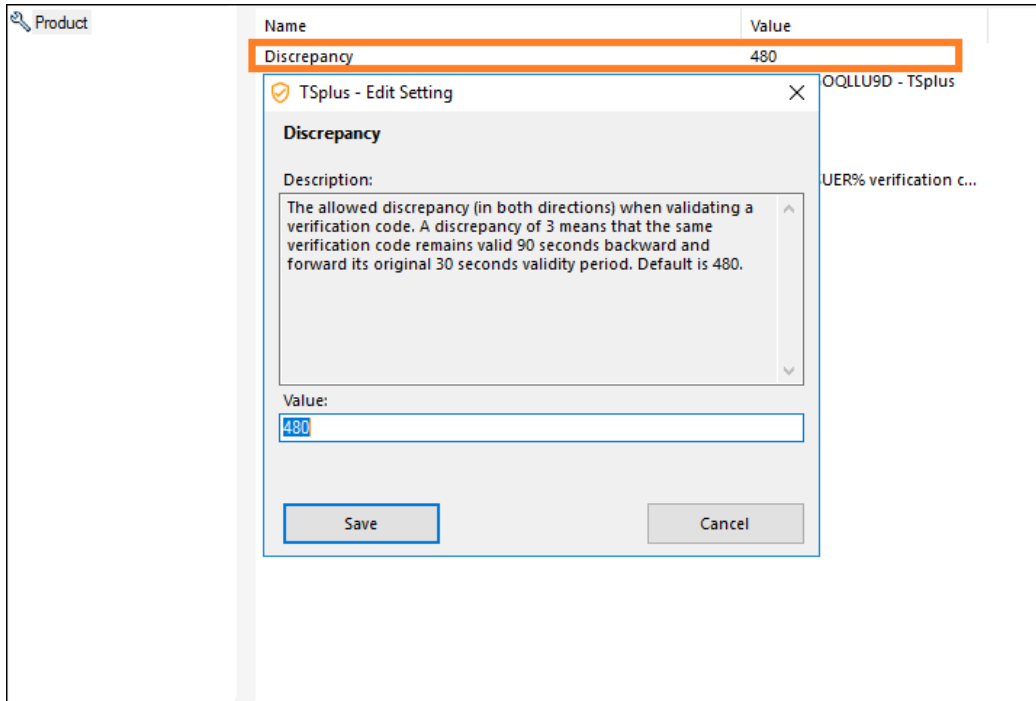 Product
Name Value
Discrepancy 480
TSplus - Edit Setting
OQLLU9D - TSplus
Discrepancy
Description:
UER% verification c...
The allowed discrepancy (in both directions) when validating a
verification code. A discrepancy of 3 means that the same
verification code remains valid 90 seconds backward and
forward its original 30 seconds validity period. Default is 480.
Value:
480
Save Cancel